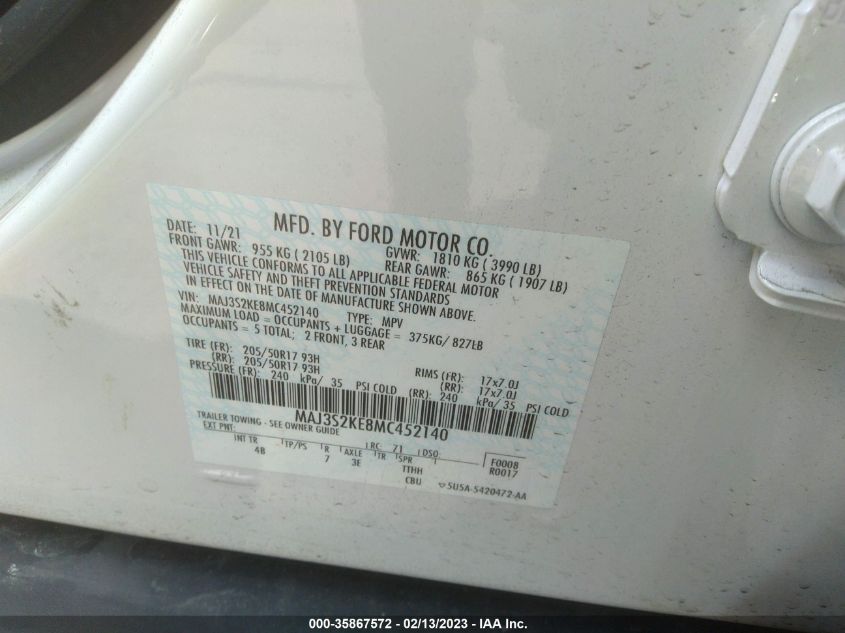 MFD. BY FORD MOTOR CO.
DATE: 11/21 GVWR: 1810 KG ( 3990 LB)
FRONT GAWR: 955 KG ( 2105 LB) REAR GAWR: 865 KG ( 1907 LB)
THIS VEHICLE CONFORMS TO ALL APPLICABLE FEDERAL MOTOR
VEHICLE SAFETY AND THEFT PREVENTION STANDARDS
IN EFFECT ON THE DATE OF MANUFACTURE SHOWN ABOVE.
VIN: MAJ3S2KE8MC452140 TYPE: MPV
MAXIMUM LOAD = OCCUPANTS + LUGGAGE = 375KG/ 827LB
OCCUPANTS = 5 TOTAL; 2 FRONT, 3 REAR
TIRE (FR): 205/50R17 93H RIMS (FR): 17x7.0J
(RR): 205/50R17 93H (RR): 17x7.0J
PRESSURE (FR): 240 kPa/ 35 PSI COLD (RR): 240 kPa/ 35 PSI COLD
MAJ3S2KE8MC452140
TRAILER TOWING - SEE OWNER GUIDE
EXT PNT: RC: 71 DSO:
INT TR TP/PS R AXLE TR SPR F0008
4B 7 3E TTHH R0017
CBU 5U5A-5420472-AA
000-35867572 - 02/13/2023 - IAA Inc.